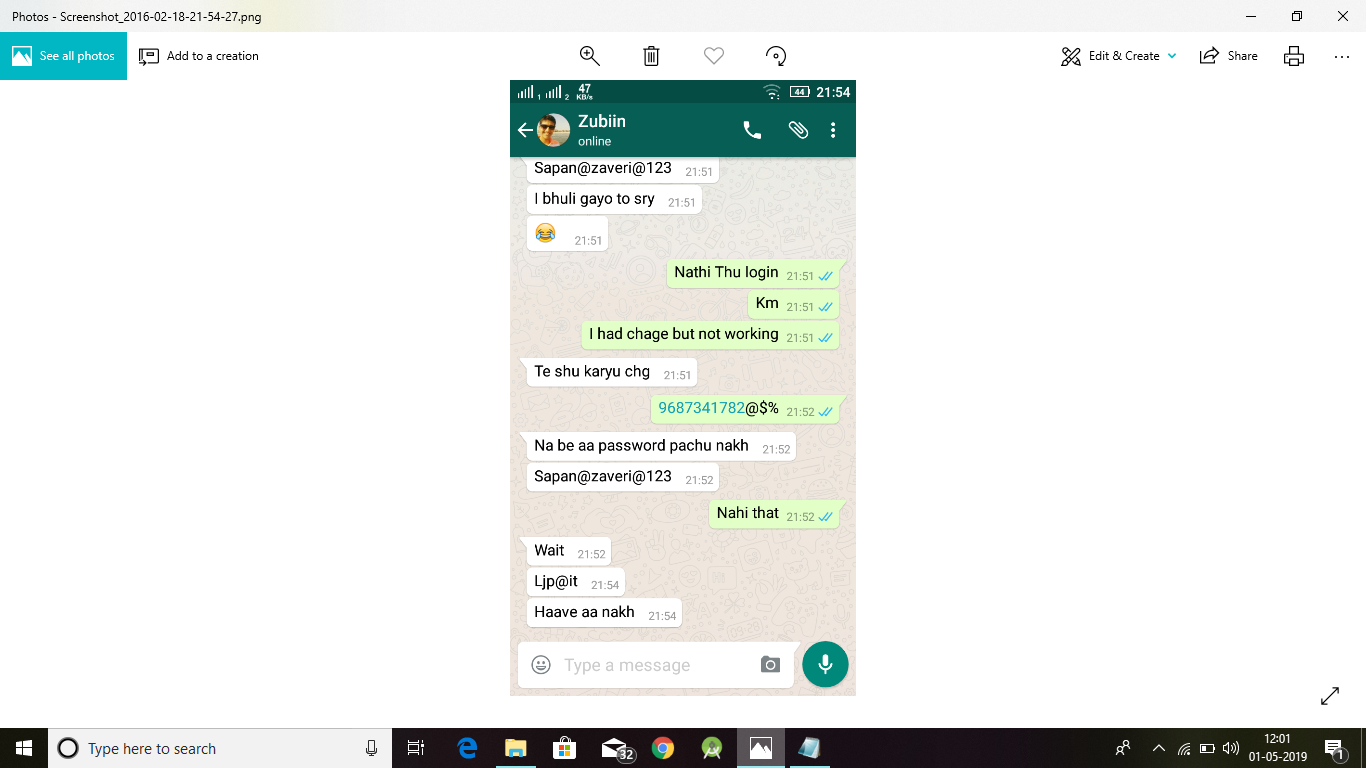 Photos - Screenshot_2016-02-18-21-54-27.png
See all photos
Add to a creation
Edit & Create
Share
1
2
47
KB/s
44
21:54
Zubiin
online
Sapan@zaveri@123 21:51
I bhuli gayo to sry 21:51
😂 21:51
Nathi Thu login 21:51
Km 21:51
I had chage but not working 21:51
Te shu karyu chg 21:51
9687341782@$% 21:52
Na be aa password pachu nakh 21:52
Sapan@zaveri@123 21:52
Nahi that 21:52
Wait 21:52
Ljp@it 21:54
Haave aa nakh 21:54
Type a message
Type here to search
32
12:01
01-05-2019
1